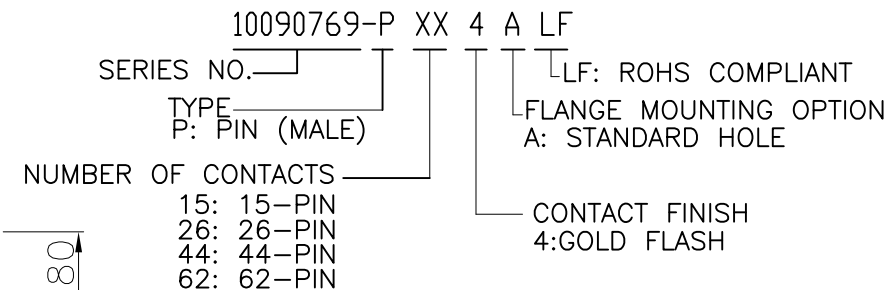 10090769-P XX 4 A LF
SERIES NO.
LF: ROHS COMPLIANT
TYPE
P: PIN (MALE)
FLANGE MOUNTING OPTION
A: STANDARD HOLE
NUMBER OF CONTACTS
15: 15-PIN
26: 26-PIN
44: 44-PIN
62: 62-PIN
CONTACT FINISH
4:GOLD FLASH
80